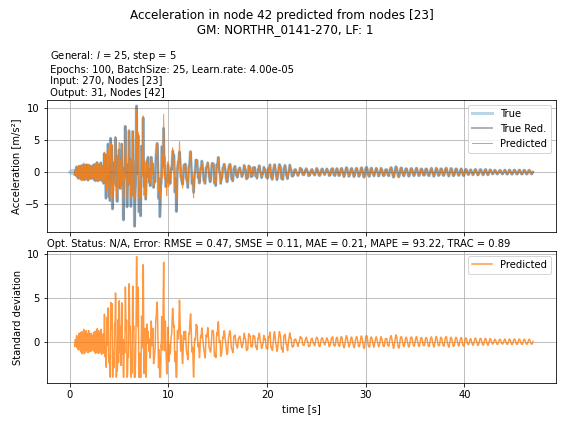 Acceleration in node 42 predicted from nodes [23]
GM: NORTHR_0141-270, LF: 1
General: l = 25, step = 5
Epochs: 100, BatchSize: 25, Learn.rate: 4.00e-05
Input: 270, Nodes [23]
Output: 31, Nodes [42]
Acceleration [m/s²]
10
5
0
−5
True
True Red.
Predicted
Opt. Status: N/A, Error: RMSE = 0.47, SMSE = 0.11, MAE = 0.21, MAPE = 93.22, TRAC = 0.89
Standard deviation
10
5
0
Predicted
0 10 20 30 40
time [s]